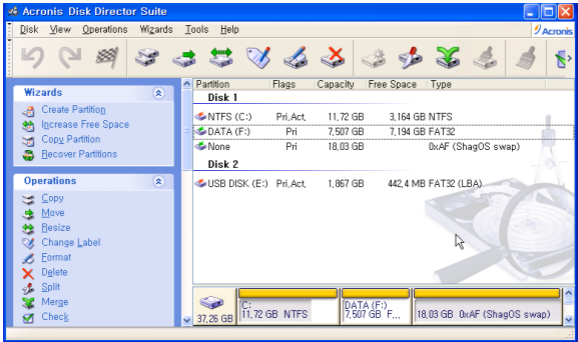 Acronis Disk Director Suite
Disk View Operations Wizards Tools Help
Acronis
Wizards
Create Partition
Increase Free Space
Copy Partition
Recover Partitions
Operations
Copy
Move
Resize
Change Label
Format
Delete
Split
Merge
Check
Partition Flags Capacity Free Space Type
Disk 1
NTFS (C:) Pri,Act, 11,72 GB 3,164 GB NTFS
DATA (F:) Pri 7,507 GB 7,194 GB FAT32
None Pri 18,03 GB 0xAF (ShagOS swap)
Disk 2
USB DISK (E:) Pri,Act, 1,867 GB 442,4 MB FAT32 (LBA)
37,26 GB
C:
11,72 GB NTFS
DATA (F:)
7,507 GB F...
18,03 GB 0xAF (ShagOS swap)